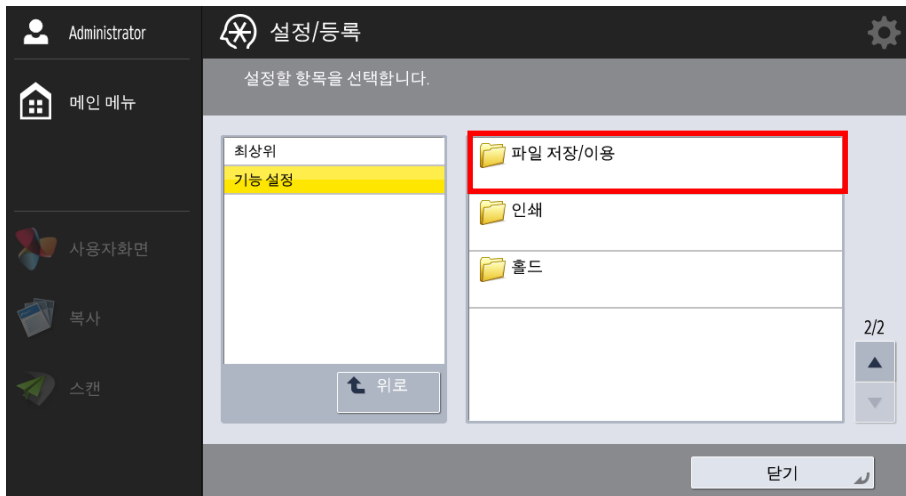 Administrator
설정/등록
설정할 항목을 선택합니다.
메인 메뉴
최상위
기능 설정
파일 저장/이용
인쇄
홀드
사용자화면
복사
스캔
2/2
위로
닫기